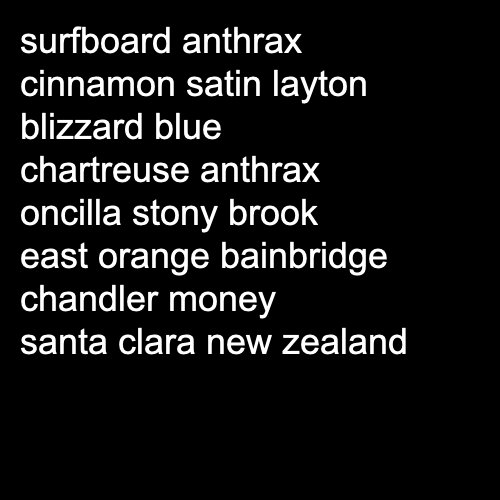 surfboard anthrax
cinnamon satin layton
blizzard blue
chartreuse anthrax
oncilla stony brook
east orange bainbridge
chandler money
santa clara new zealand